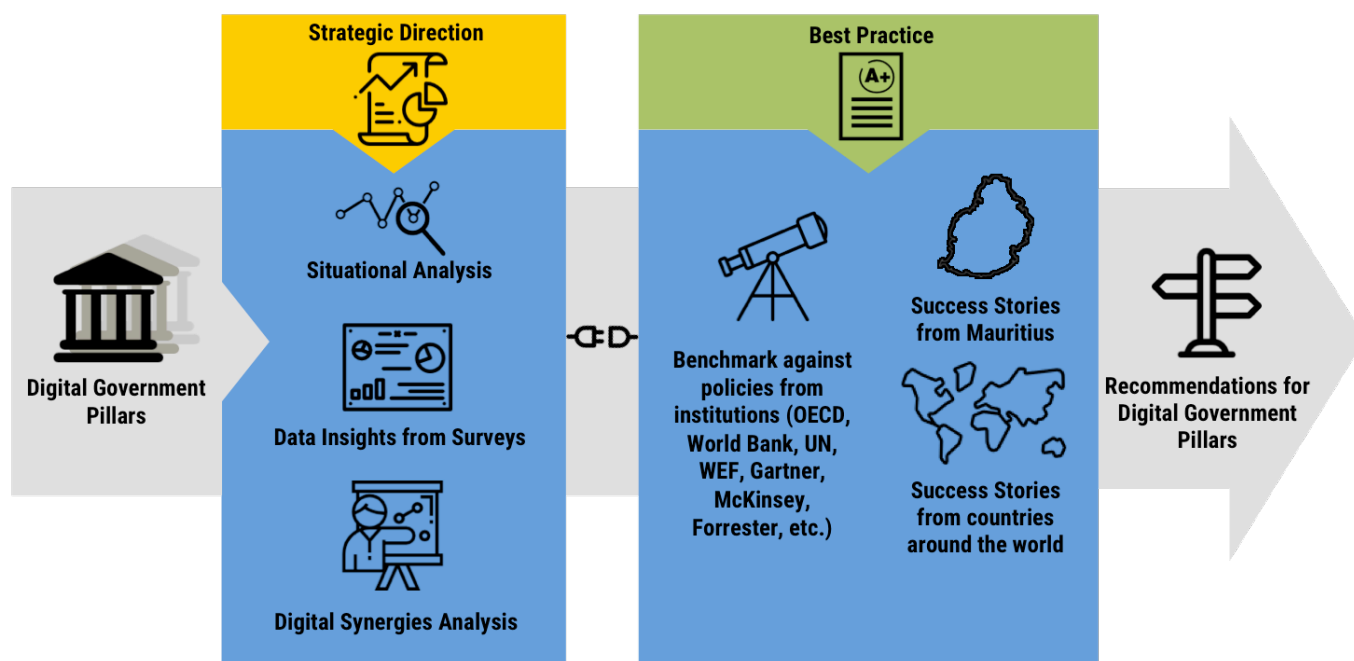 Strategic Direction
Best Practice
A+
Situational Analysis
Data Insights from Surveys
Digital Synergies Analysis
Digital Government
Pillars
Benchmark against
policies from
institutions (OECD,
World Bank, UN,
WEF, Gartner,
McKinsey,
Forrester, etc.)
Success Stories
from Mauritius
Success Stories
from countries
around the world
Recommendations for
Digital Government
Pillars